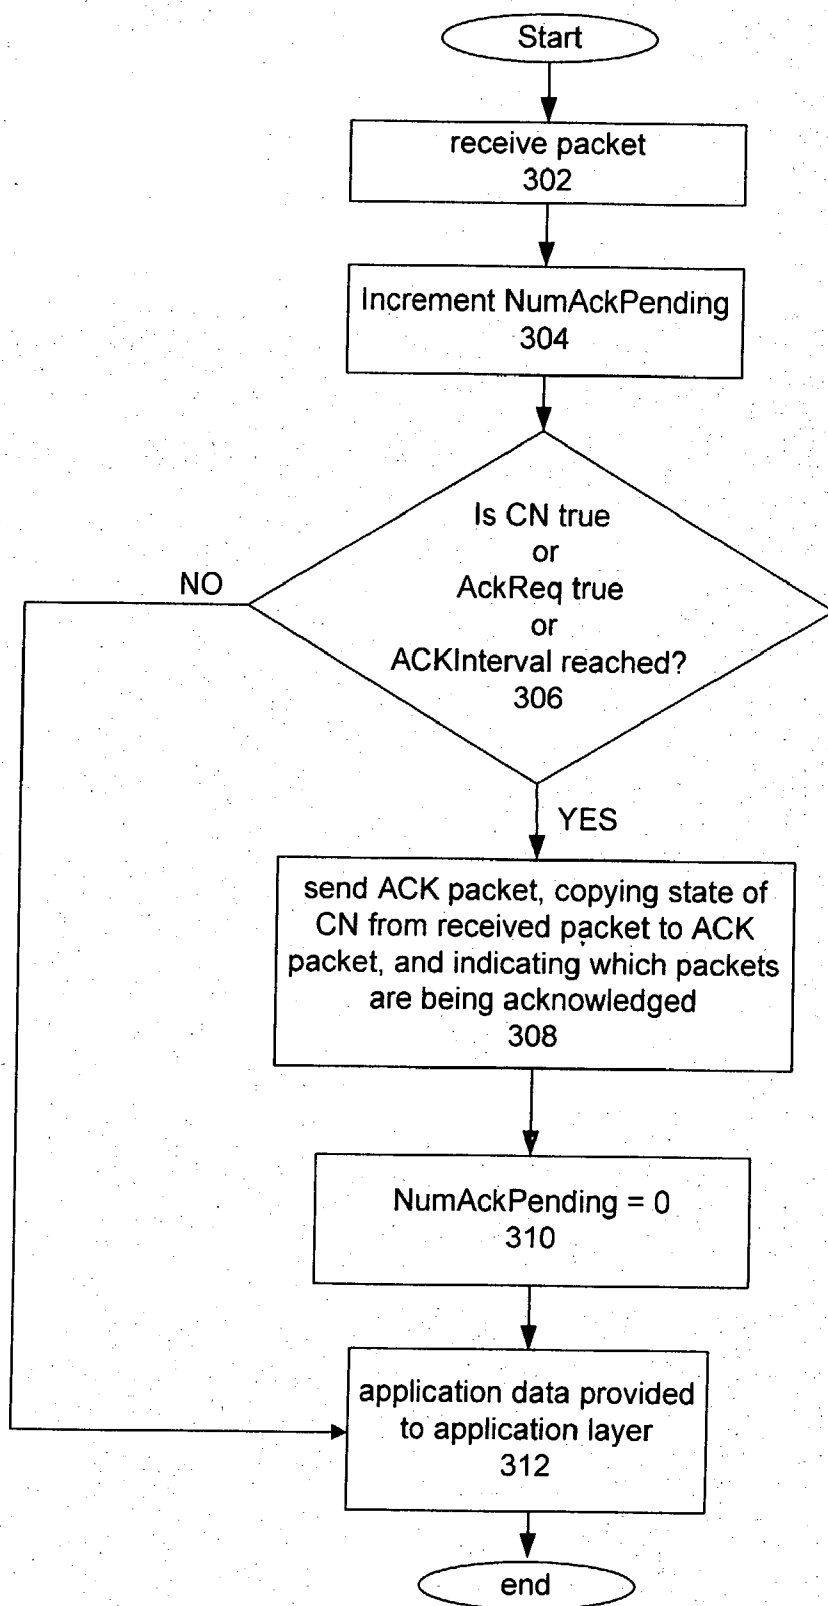 Start
receive packet
302
Increment NumAckPending
304
Is CN true
or
AckReq true
or
ACKInterval reached?
306
NO
YES
send ACK packet, copying state of
CN from received packet to ACK
packet, and indicating which packets
are being acknowledged
308
NumAckPending = 0
310
application data provided
to application layer
312
end